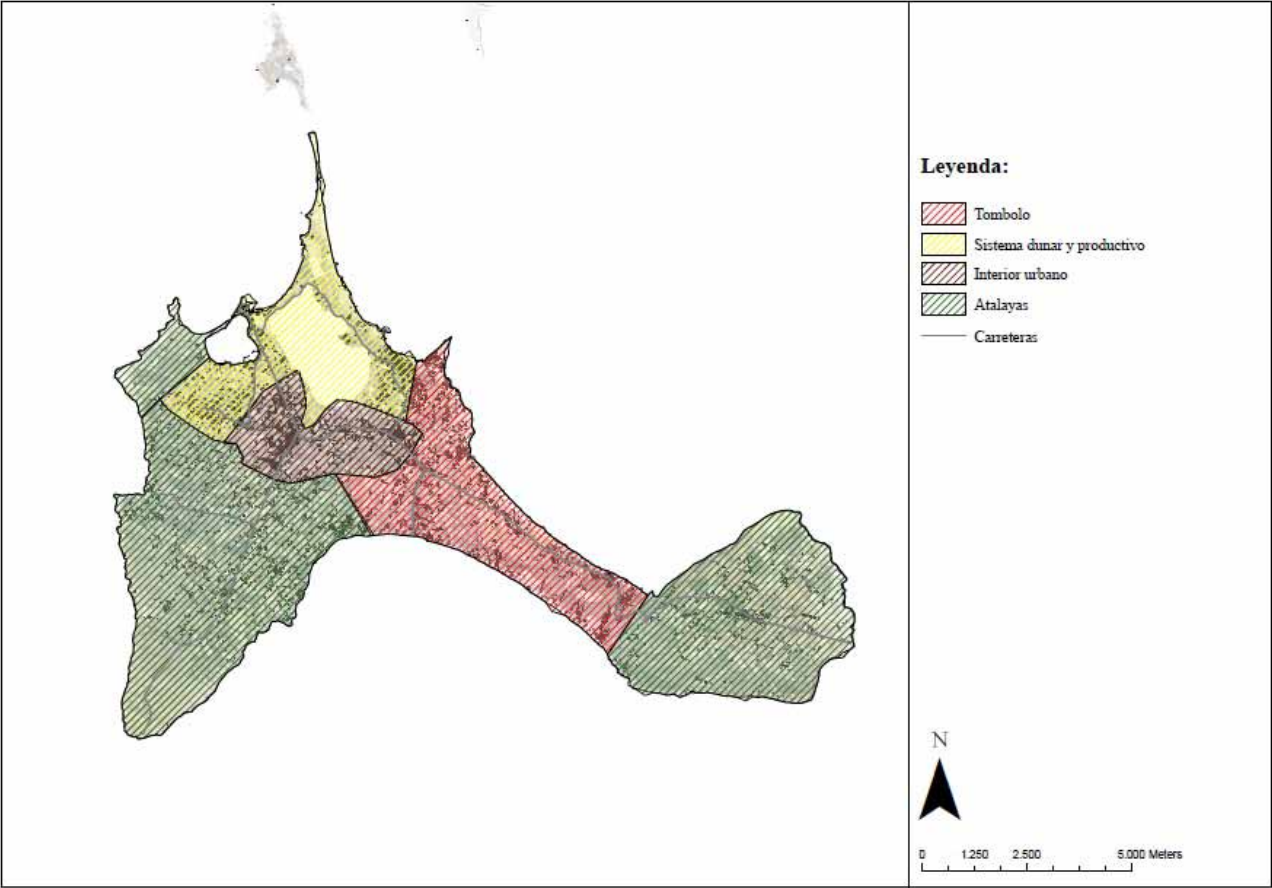 Leyenda:
Tombolo
Sistema dunar y productivo
Interior urbano
Atalayas
Carreteras
N
0 1.250 2.500 5.000 Meters